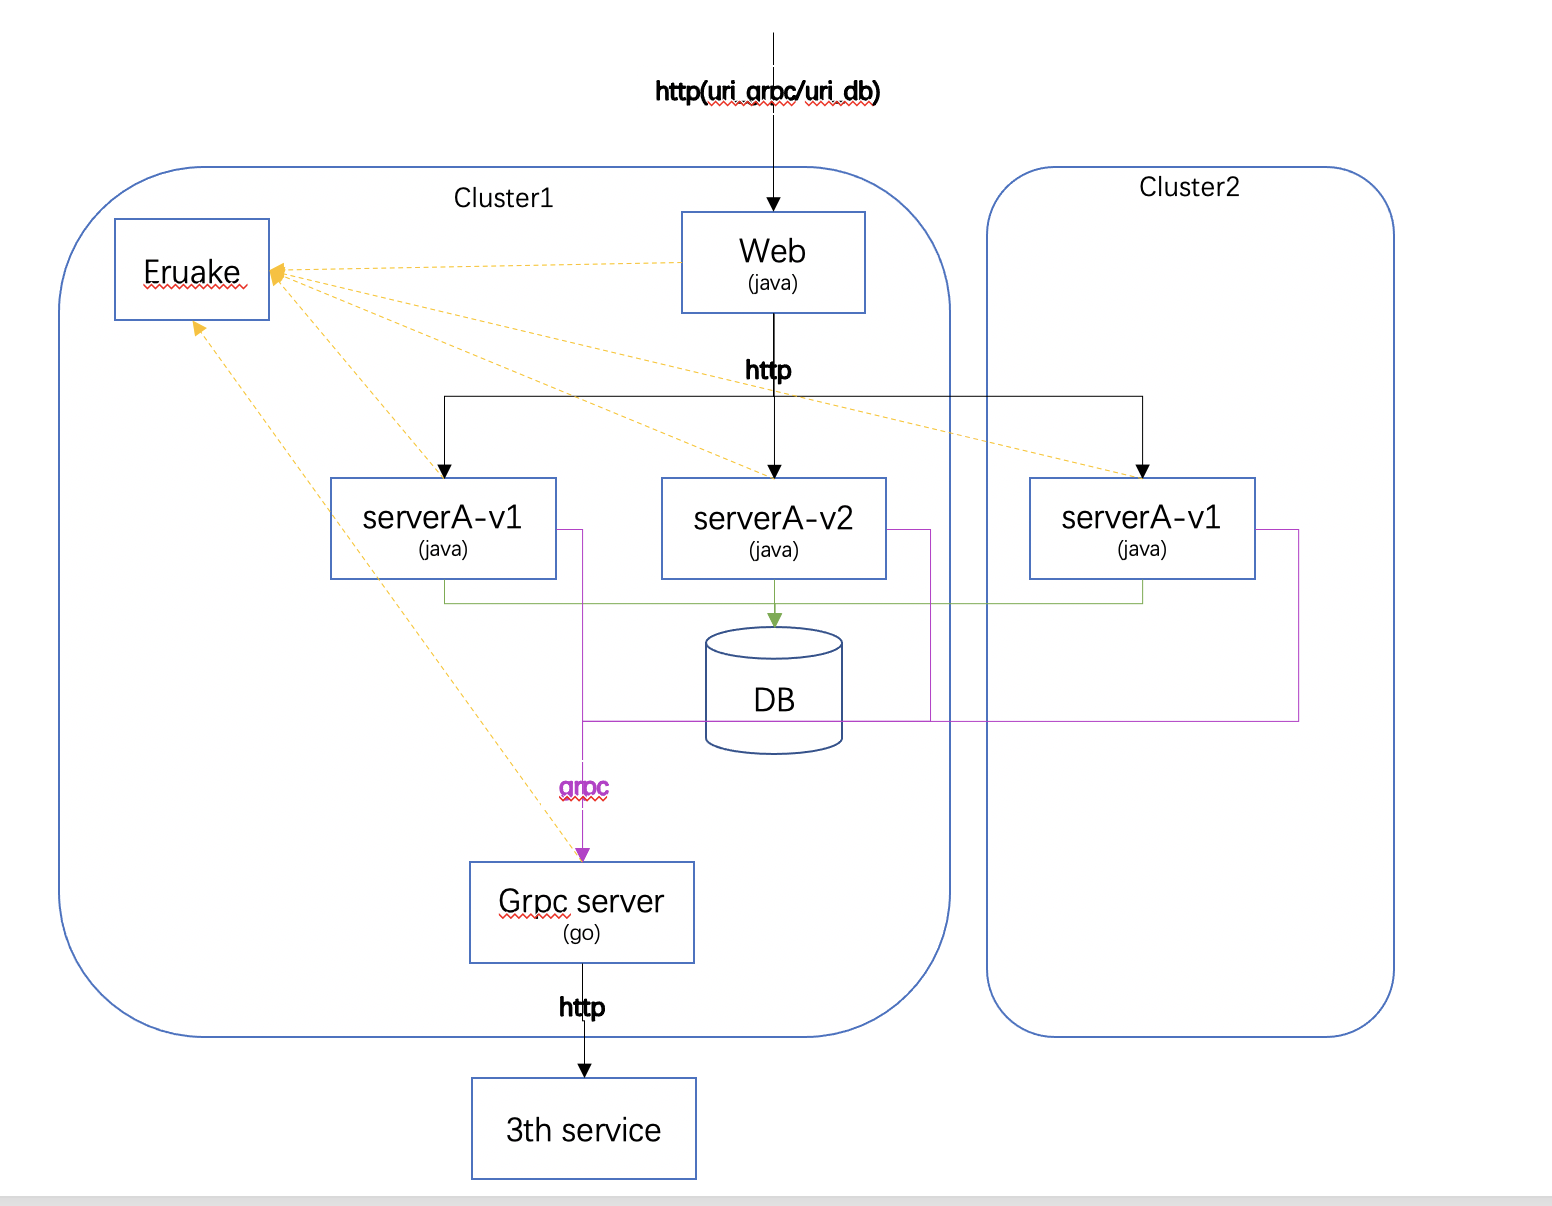 http(uri_grpc/uri_db)
Cluster1
Cluster2
Eruake
Web
(java)
http
serverA-v1
(java)
serverA-v2
(java)
serverA-v1
(java)
DB
grpc
Grpc server
(go)
http
3th service